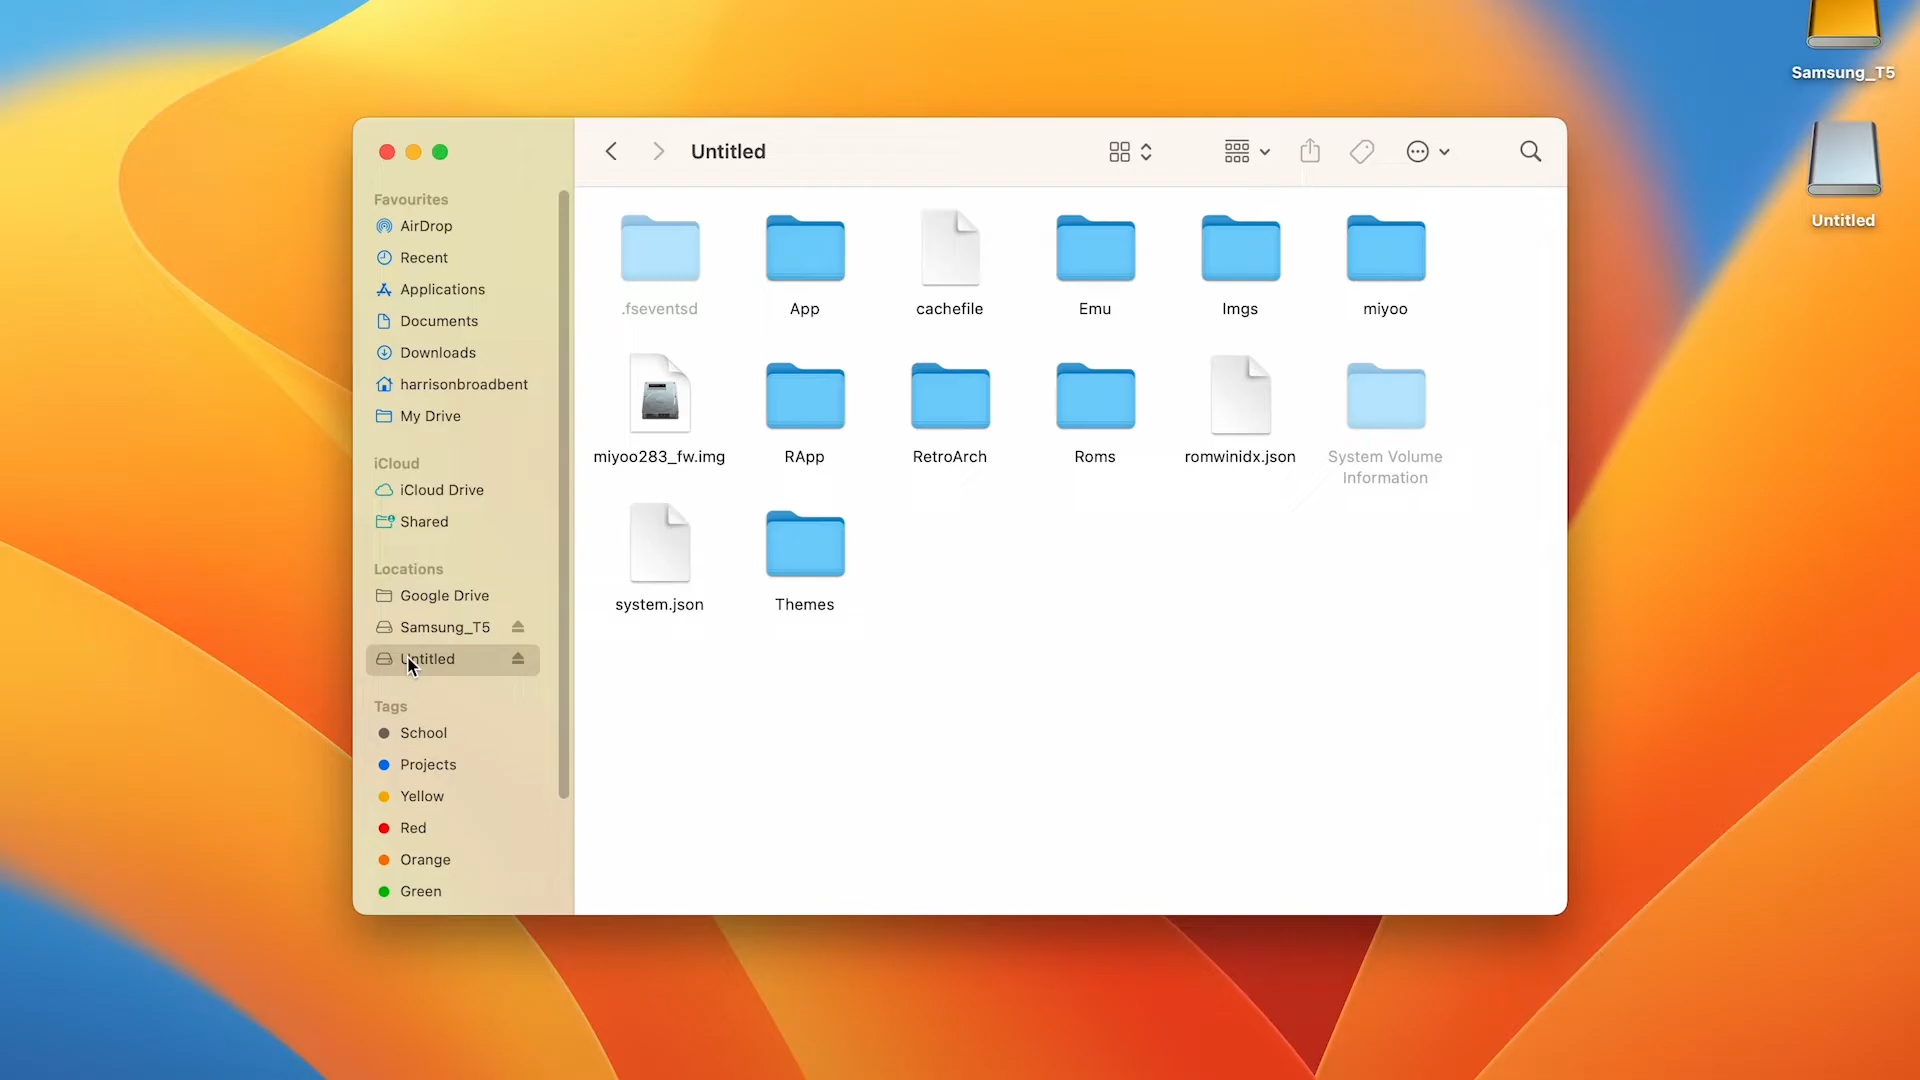 Samsung_T5
Untitled
Untitled
Favourites
AirDrop
Recent
Applications
Documents
Downloads
harrisonbroadbent
My Drive
iCloud
iCloud Drive
Shared
Locations
Google Drive
Samsung_T5
Untitled
Tags
School
Projects
Yellow
Red
Orange
Green
.fseventsd
App
cachefile
Emu
Imgs
miyoo
miyoo283_fw.img
RApp
RetroArch
Roms
romwinidx.json
System Volume
Information
system.json
Themes